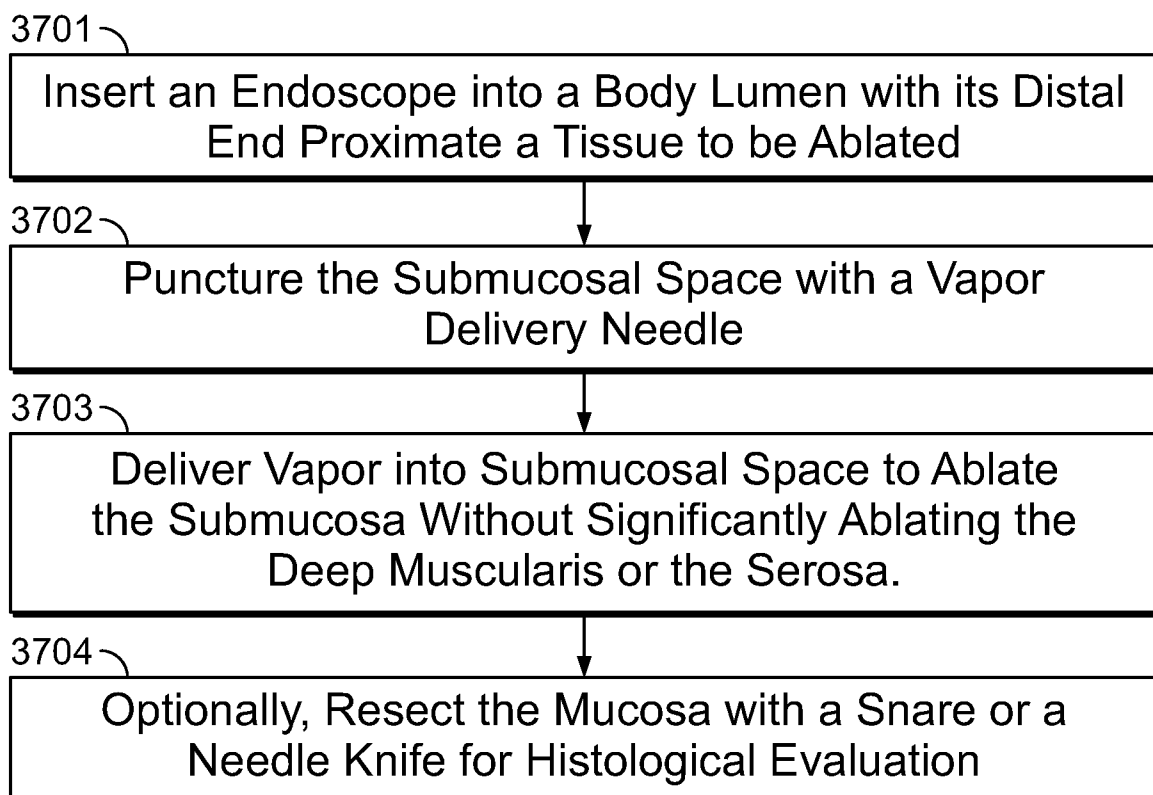 3701
Insert an Endoscope into a Body Lumen with its Distal
End Proximate a Tissue to be Ablated
3702
Puncture the Submucosal Space with a Vapor
Delivery Needle
3703
Deliver Vapor into Submucosal Space to Ablate
the Submucosa Without Significantly Ablating the
Deep Muscularis or the Serosa.
3704
Optionally, Resect the Mucosa with a Snare or a
Needle Knife for Histological Evaluation